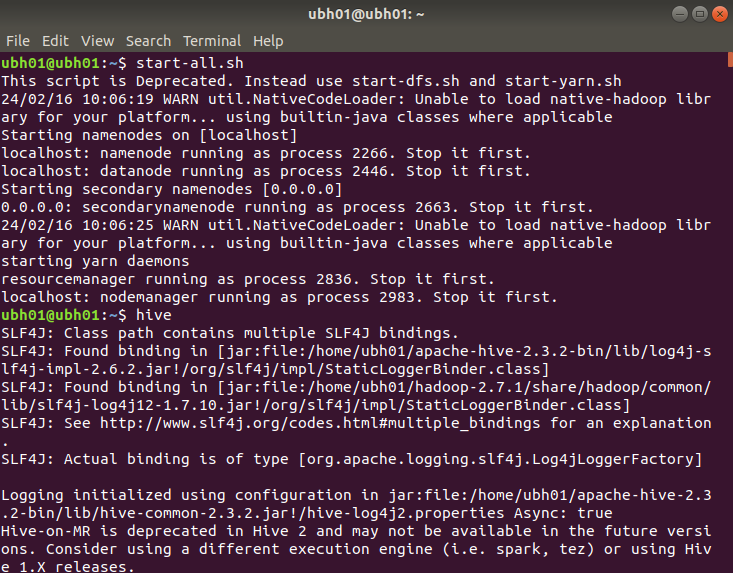 ubh01@ubh01: ~
File Edit View Search Terminal Help
ubh01@ubh01:~$ start-all.sh
This script is Deprecated. Instead use start-dfs.sh and start-yarn.sh
24/02/16 10:06:19 WARN util.NativeCodeLoader: Unable to load native-hadoop libr
ary for your platform... using builtin-java classes where applicable
Starting namenodes on [localhost]
localhost: namenode running as process 2266. Stop it first.
localhost: datanode running as process 2446. Stop it first.
Starting secondary namenodes [0.0.0.0]
0.0.0.0: secondarynamenode running as process 2663. Stop it first.
24/02/16 10:06:25 WARN util.NativeCodeLoader: Unable to load native-hadoop libr
ary for your platform... using builtin-java classes where applicable
starting yarn daemons
resourcemanager running as process 2836. Stop it first.
localhost: nodemanager running as process 2983. Stop it first.
ubh01@ubh01:~$ hive
SLF4J: Class path contains multiple SLF4J bindings.
SLF4J: Found binding in [jar:file:/home/ubh01/apache-hive-2.3.2-bin/lib/log4j-s
lf4j-impl-2.6.2.jar!/org/slf4j/impl/StaticLoggerBinder.class]
SLF4J: Found binding in [jar:file:/home/ubh01/hadoop-2.7.1/share/hadoop/common/
lib/slf4j-log4j12-1.7.10.jar!/org/slf4j/impl/StaticLoggerBinder.class]
SLF4J: See http://www.slf4j.org/codes.html#multiple_bindings for an explanation
.
SLF4J: Actual binding is of type [org.apache.logging.slf4j.Log4jLoggerFactory]
Logging initialized using configuration in jar:file:/home/ubh01/apache-hive-2.3
.2-bin/lib/hive-common-2.3.2.jar!/hive-log4j2.properties Async: true
Hive-on-MR is deprecated in Hive 2 and may not be available in the future versi
ons. Consider using a different execution engine (i.e. spark, tez) or using Hiv
e 1.X releases.